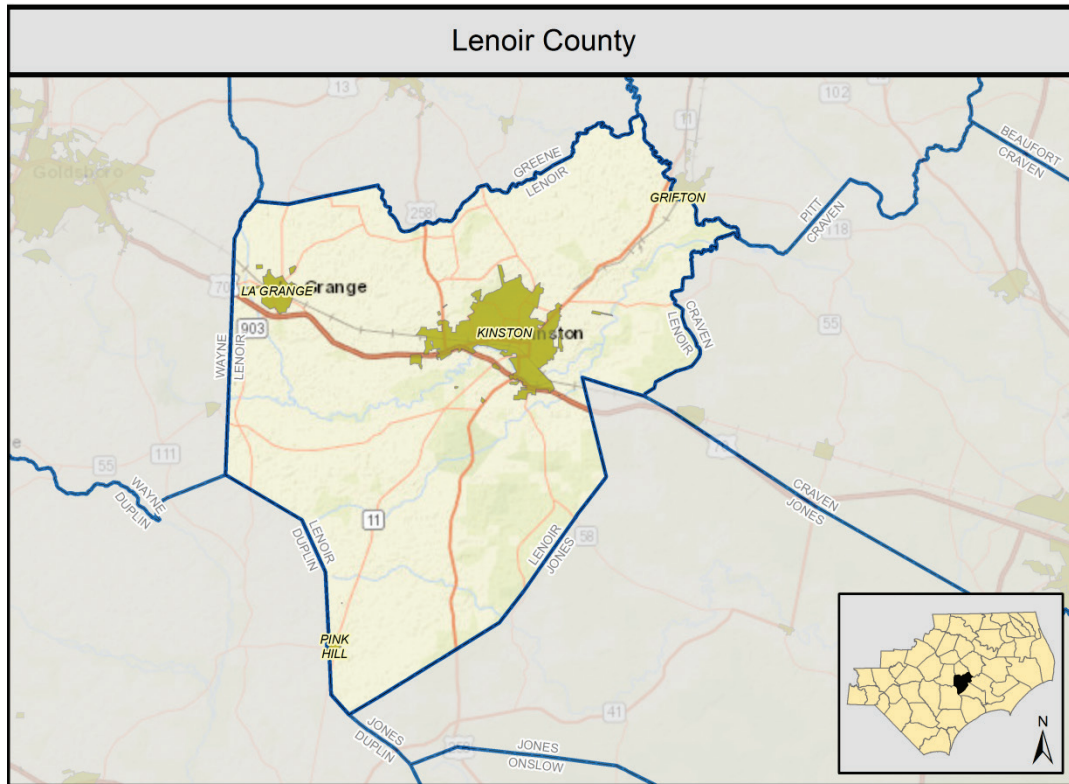 Lenoir County
13
102
BEAUFORT
CRAVEN
11
GREENE
LENOIR
Goldsboro
GRIFTON
258
PITT
CRAVEN
118
70
LA GRANGE
Grange
903
KINSTON
inston
CRAVEN
LENOIR
55
WAYNE
LENOIR
70
111
55
WAYNE
DUPLIN
CRAVEN
JONES
11
LENOIR
DUPLIN
LENOIR
JONES
58
PINK
HILL
41
JONES
DUPLIN
JONES
ONSLOW
N